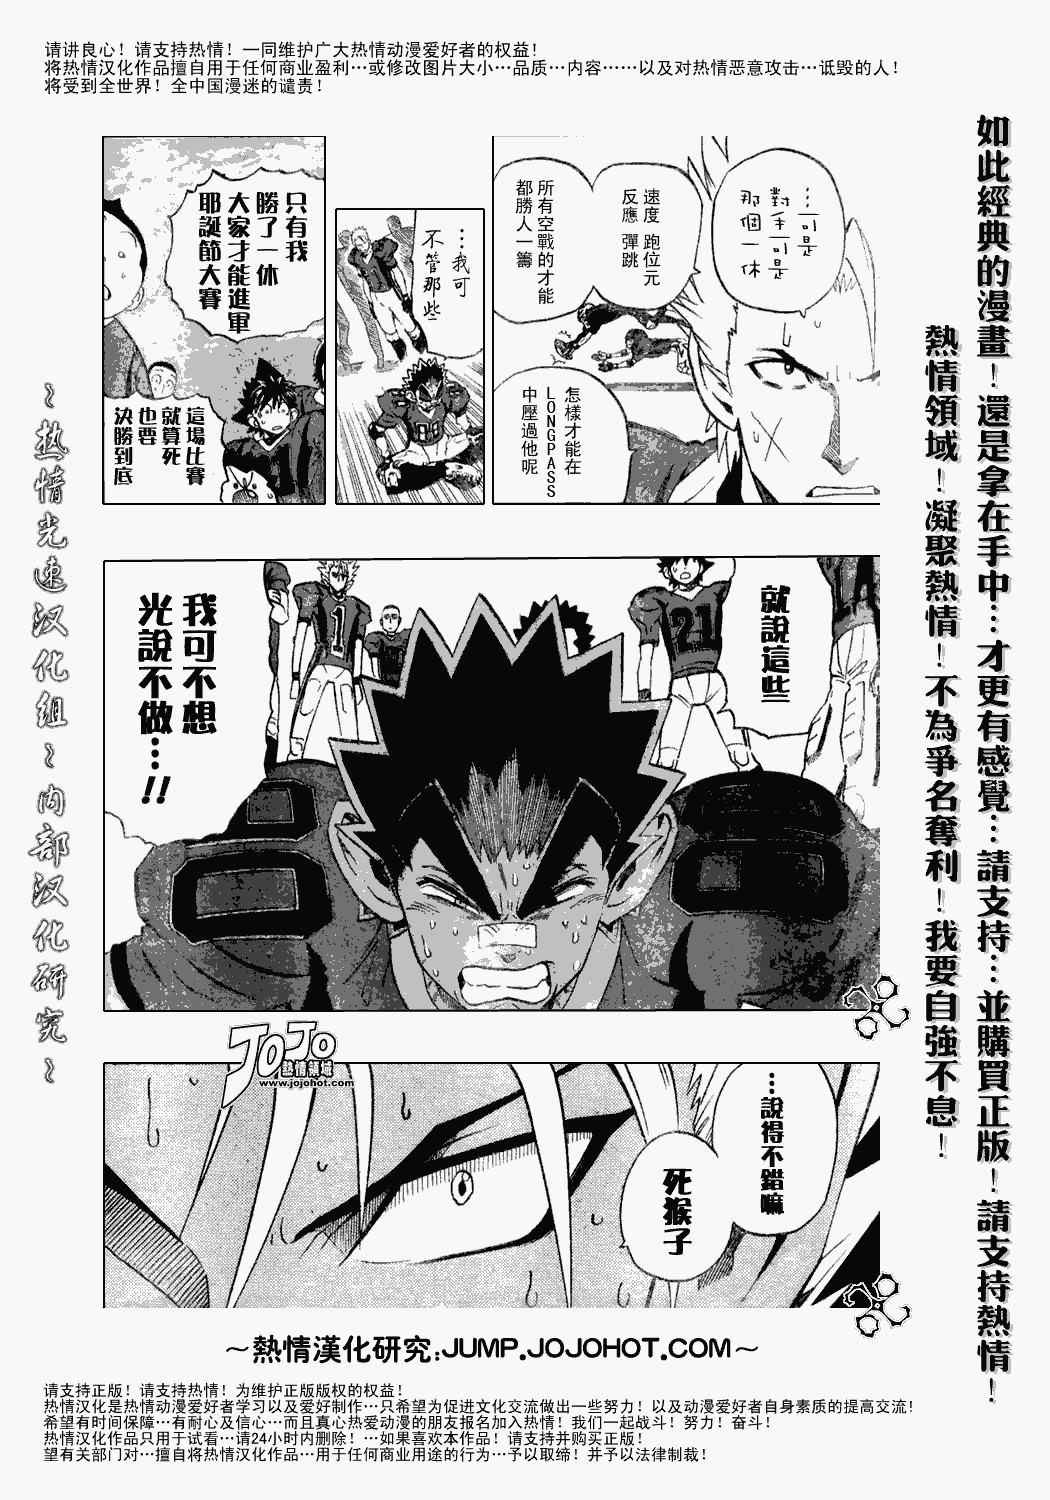 请讲良心！请支持热情！一同维护广大热情动漫爱好者的权益！
将热情汉化作品擅自用于任何商业盈利…或修改图片大小…品质…内容……以及对热情恶意攻击…诋毁的人！
将受到全世界！全中国漫迷的谴责！
如此經典的漫畫！還是拿在手中…才更有感覺…請支持…並購買正版！請支持熱情！
熱情領域！凝聚熱情！不為爭名奪利！我要自強不息！
…可是
對手可是
那個一休
速度 跑位元
反應 彈跳
所有空戰的才能
都勝人一籌
怎樣才能在
LONGPASS
中壓過他呢
…我可
不管那些
只有我
勝了一休
大家才能進軍
耶誕節大賽
這場比賽
就算死
也要
決勝到底
就說這些
我可不想
光說不做…!!
1
21
…說得不錯嘛
死猴子
JOJO
熱情領域
www.jojohot.com
～热情光速汉化组～内部汉化研究～
～熱情漢化研究:JUMP.JOJOHOT.COM～
请支持正版！请支持热情！为维护正版版权的权益！
热情汉化是热情动漫爱好者学习以及爱好制作…只希望为促进文化交流做出一些努力！以及动漫爱好者自身素质的提高交流！
希望有时间保障…有耐心及信心…而且真心热爱动漫的朋友报名加入热情！我们一起战斗！努力！奋斗！
热情汉化作品只用于试看…请24小时内删除！…如果喜欢本作品！请支持并购买正版！
望有关部门对…擅自将热情汉化作品…用于任何商业用途的行为…予以取缔！并予以法律制裁！